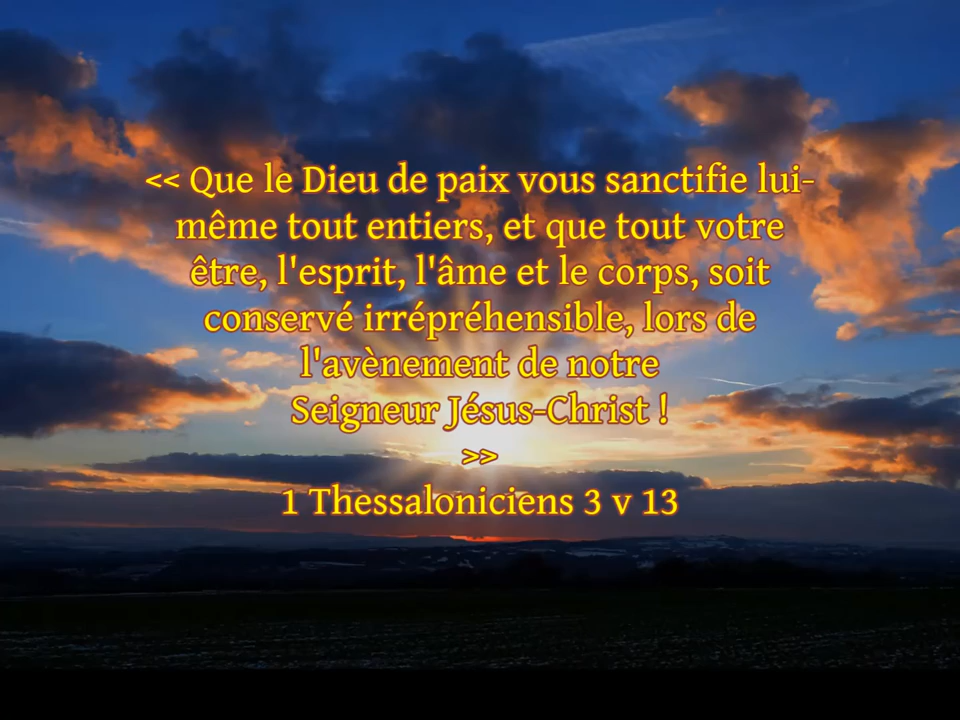 << Que le Dieu de paix vous sanctifie lui-
même tout entiers, et que tout votre
être, l'esprit, l'âme et le corps, soit
conservé irrépréhensible, lors de
l'avènement de notre
Seigneur Jésus-Christ !
>>
1 Thessaloniciens 3 v 13